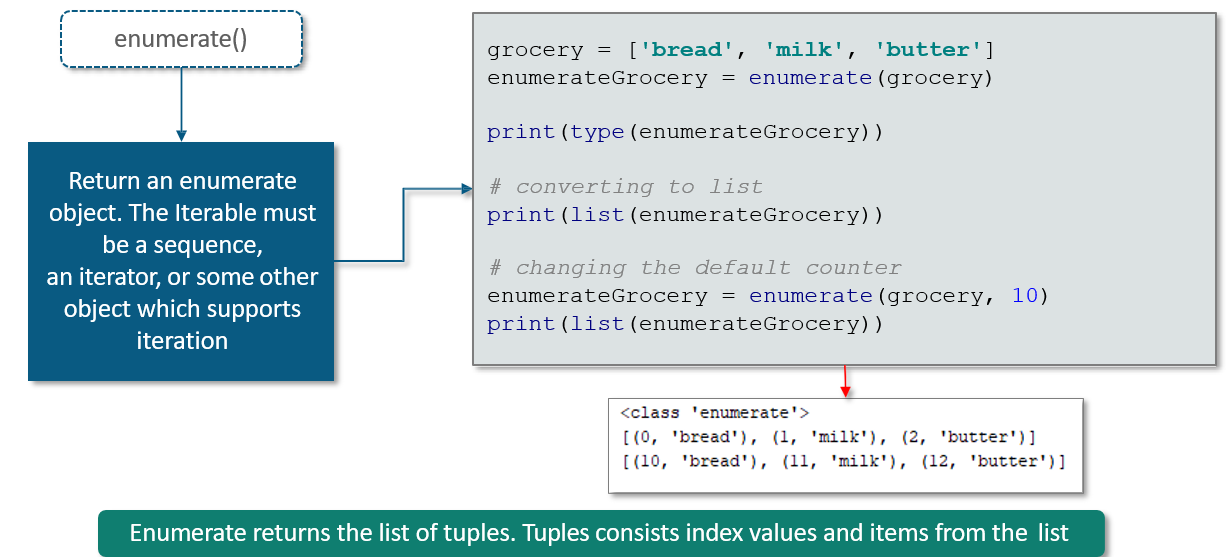 enumerate()
Return an enumerate
object. The Iterable must
be a sequence,
an iterator, or some other
object which supports
iteration
grocery = ['bread', 'milk', 'butter']
enumerateGrocery = enumerate(grocery)
print(type(enumerateGrocery))
# converting to list
print(list(enumerateGrocery))
# changing the default counter
enumerateGrocery = enumerate(grocery, 10)
print(list(enumerateGrocery))
<class 'enumerate'>
[(0, 'bread'), (1, 'milk'), (2, 'butter')]
[(10, 'bread'), (11, 'milk'), (12, 'butter')]
Enumerate returns the list of tuples. Tuples consists index values and items from the list